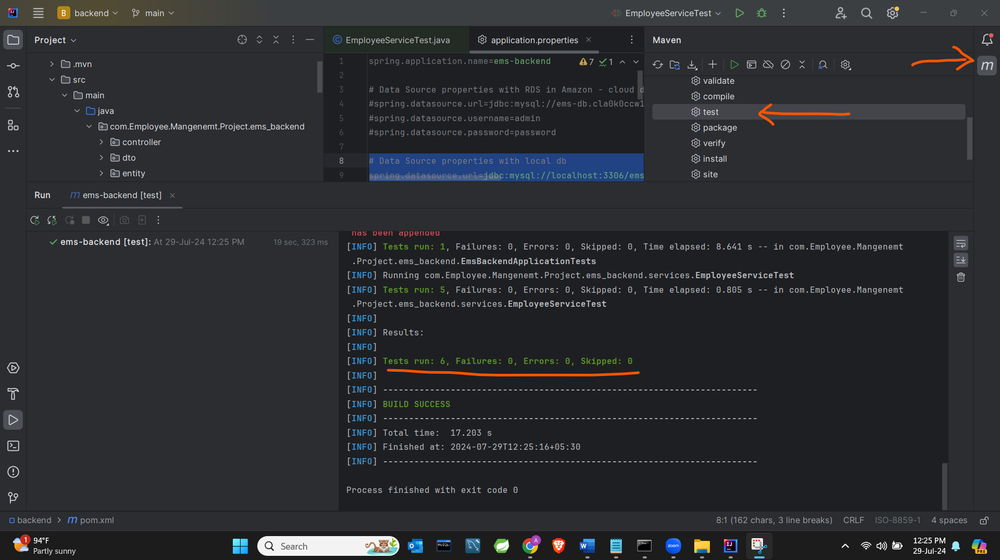 B backend main EmployeeServiceTest
Project EmployeeServiceTest.java application.properties Maven
.mvn
src
main
java
com.Employee.Mangenemt.Project.ems_backend
controller
dto
entity
1 spring.application.name=ems-backend 7 1
2
3 # Data Source properties with RDS in Amazon - cloud d
4 #spring.datasource.url=jdbc:mysql://ems-db.cla0k0ccw1
5 #spring.datasource.username=admin
6 #spring.datasource.password=password
7
8 # Data Source properties with local db
9 spring.datasource.url=jdbc:mysql://localhost:3306/ems
m
validate
compile
test
package
verify
install
site
Run m ems-backend [test]
ems-backend [test]: At 29-Jul-24 12:25 PM 19 sec, 323 ms
has been appended
[INFO] Tests run: 1, Failures: 0, Errors: 0, Skipped: 0, Time elapsed: 8.641 s -- in com.Employee.Mangenemt
.Project.ems_backend.EmsBackendApplicationTests
[INFO] Running com.Employee.Mangenemt.Project.ems_backend.services.EmployeeServiceTest
[INFO] Tests run: 5, Failures: 0, Errors: 0, Skipped: 0, Time elapsed: 0.805 s -- in com.Employee.Mangenemt
.Project.ems_backend.services.EmployeeServiceTest
[INFO]
[INFO] Results:
[INFO]
[INFO] Tests run: 6, Failures: 0, Errors: 0, Skipped: 0
[INFO]
[INFO] ------------------------------------------------------------------------
[INFO] BUILD SUCCESS
[INFO] ------------------------------------------------------------------------
[INFO] Total time:  17.203 s
[INFO] Finished at: 2024-07-29T12:25:16+05:30
[INFO] ------------------------------------------------------------------------
Process finished with exit code 0
backend > m pom.xml 8:1 (162 chars, 3 line breaks) CRLF ISO-8859-1 4 spaces
1 94°F
Partly sunny
Search
MySQL
zoom
12:25 PM
29-Jul-24
PRE